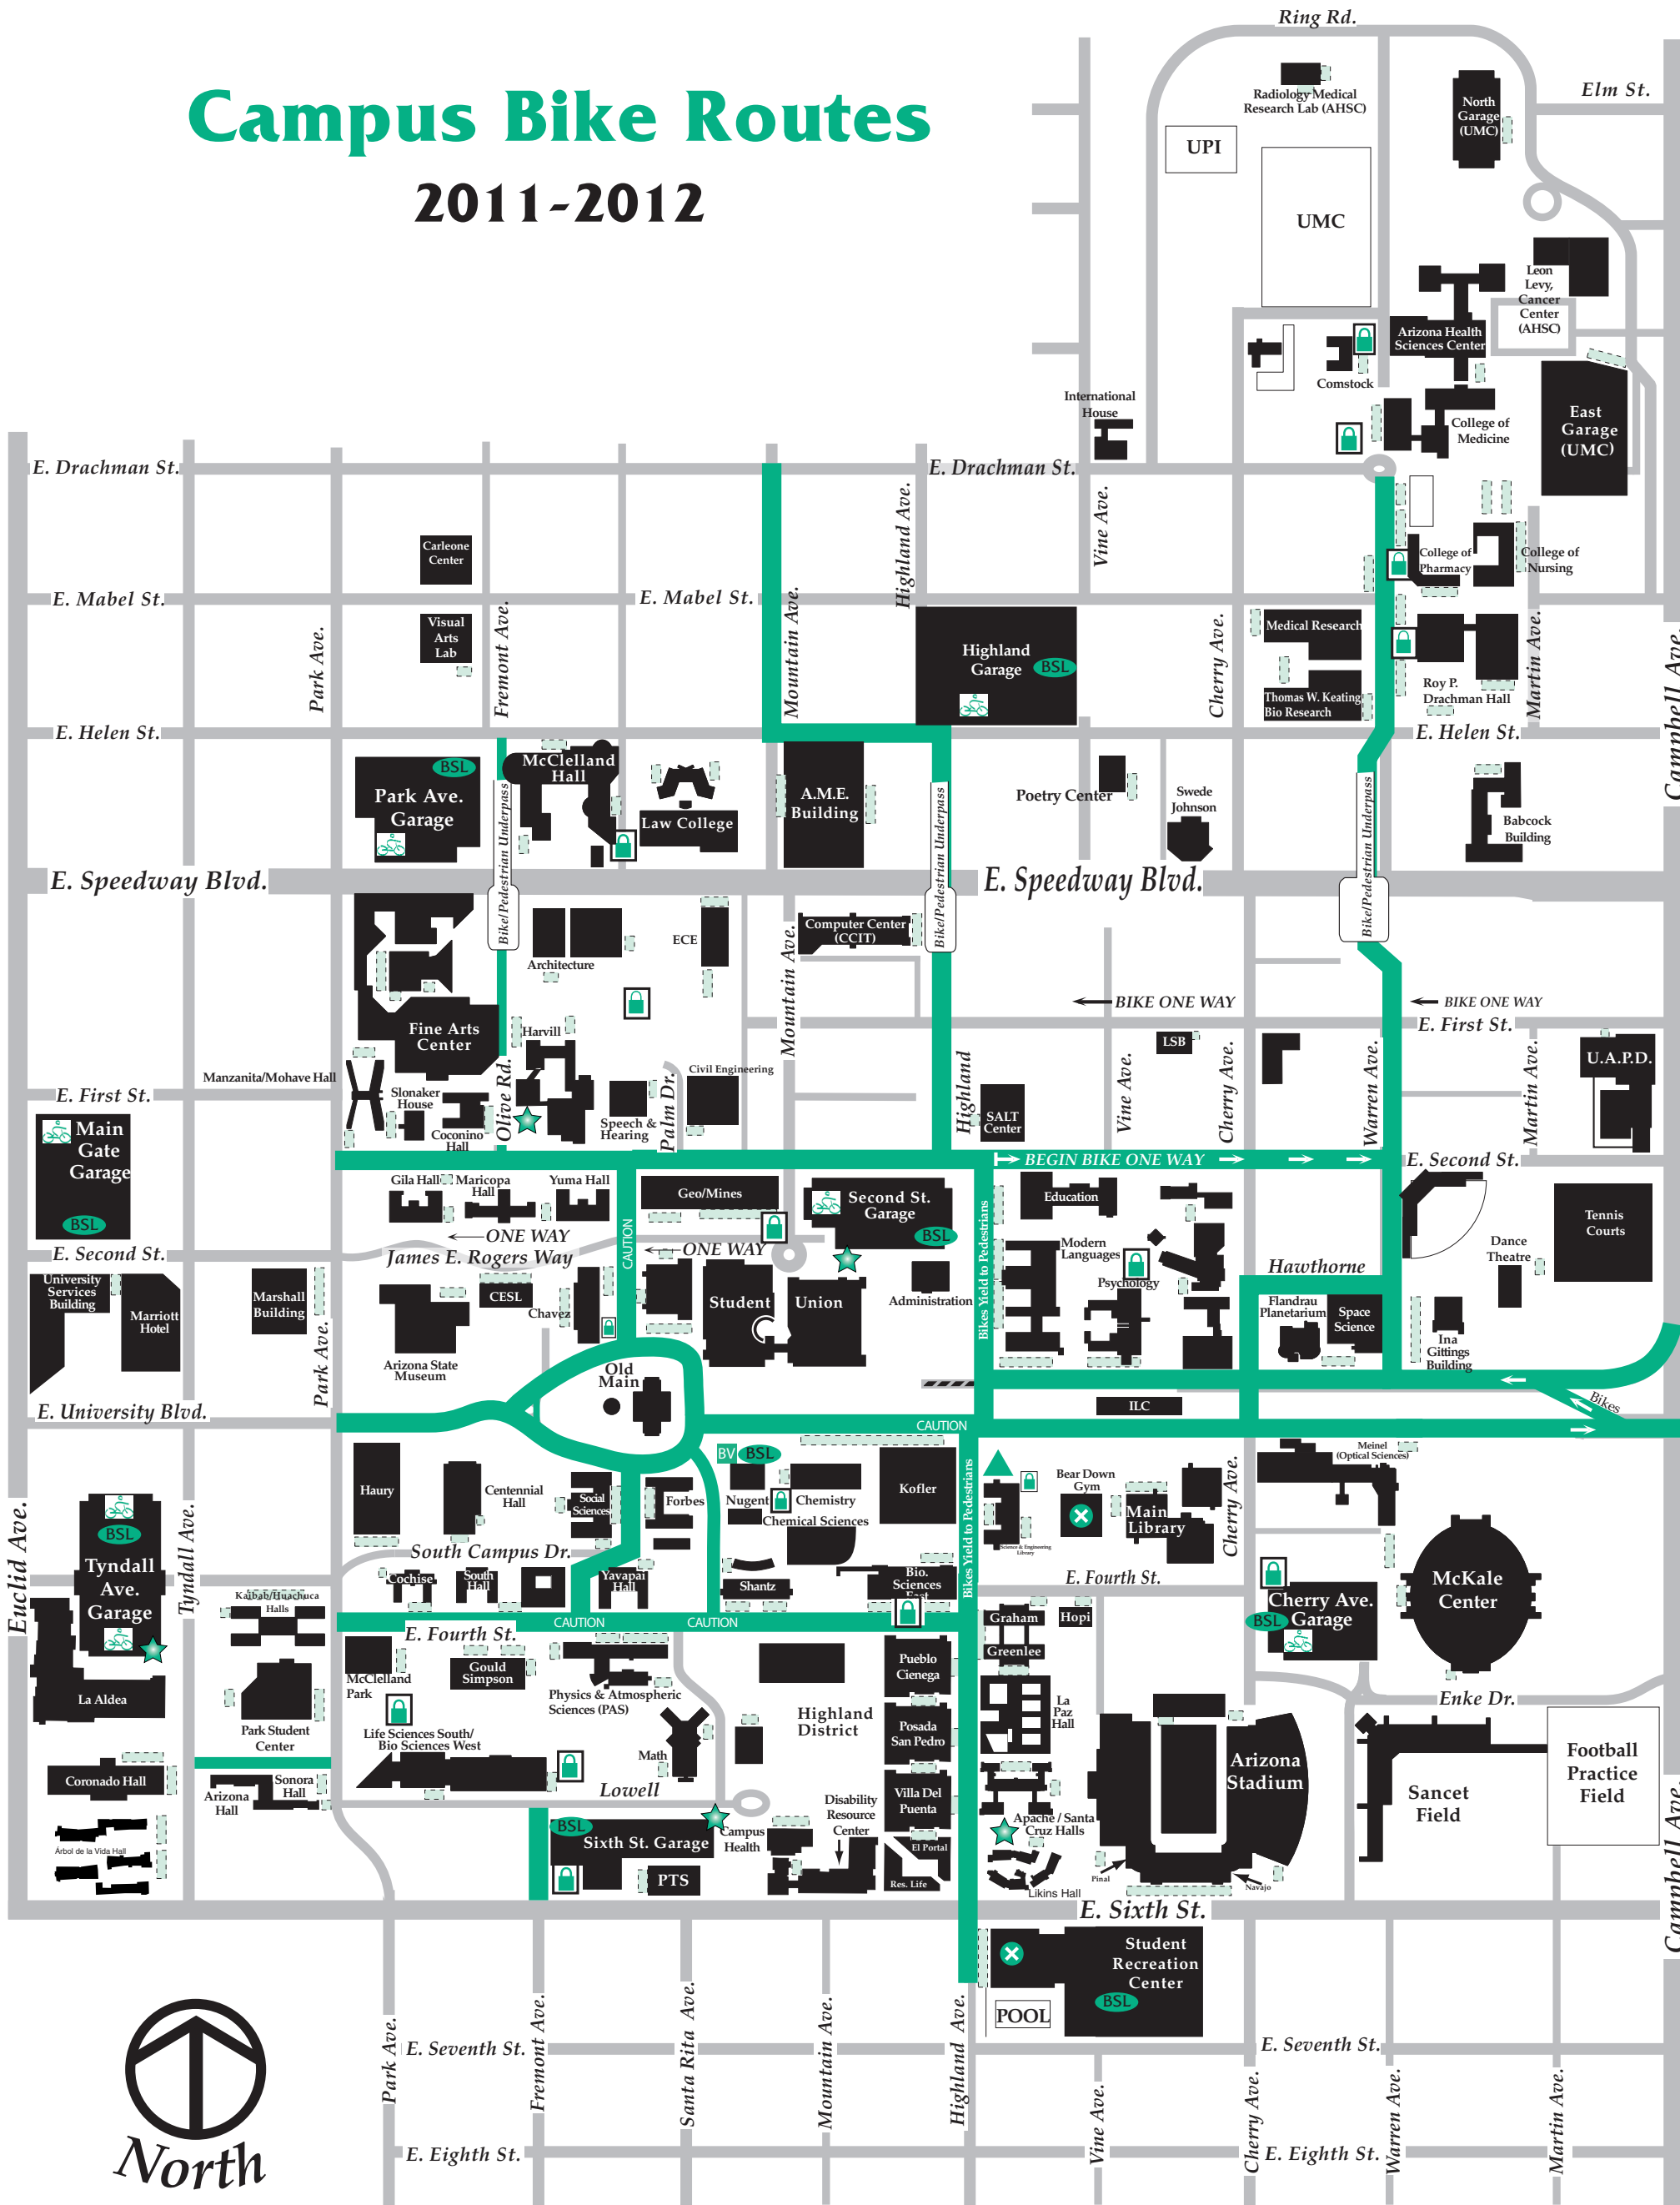 Campus Bike Routes
2011-2012
Ring Rd.
Elm St.
Radiology Medical
Research Lab (AHSC)
North
Garage
(UMC)
UPI
UMC
Leon
Levy,
Cancer
Center
(AHSC)
Arizona Health
Sciences Center
Comstock
International
House
College of
Medicine
East
Garage
(UMC)
E. Drachman St.
E. Drachman St.
Highland Ave.
Vine Ave.
Carleone
Center
College of
Pharmacy
College of
Nursing
E. Mabel St.
E. Mabel St.
Visual
Arts
Lab
Park Ave.
Fremont Ave.
Mountain Ave.
Highland
Garage
BSL
Cherry Ave.
Medical Research
Thomas W. Keating
Bio Research
Roy P.
Drachman Hall
Martin Ave.
Campbell Ave.
E. Helen St.
E. Helen St.
BSL
Park Ave.
Garage
McClelland
Hall
Law College
A.M.E.
Building
Poetry Center
Swede
Johnson
Babcock
Building
Bike/Pedestrian Underpass
Bike/Pedestrian Underpass
Bike/Pedestrian Underpass
E. Speedway Blvd.
E. Speedway Blvd.
Architecture
ECE
Computer Center
(CCIT)
Mountain Ave.
BIKE ONE WAY
BIKE ONE WAY
E. First St.
Fine Arts
Center
Harvill
LSB
U.A.P.D.
Manzanita/Mohave Hall
Slonaker
House
Coconino
Hall
Olive Rd.
Speech &
Hearing
Palm Dr.
Civil Engineering
Highland
SALT
Center
Vine Ave.
Cherry Ave.
Warren Ave.
Martin Ave.
E. First St.
Main
Gate
Garage
BSL
BEGIN BIKE ONE WAY
E. Second St.
Gila Hall
Maricopa
Hall
Yuma Hall
Geo/Mines
Second St.
Garage
BSL
Education
Tennis
Courts
E. Second St.
ONE WAY
James E. Rogers Way
CAUTION
ONE WAY
Bikes Yield to Pedestrians
Modern
Languages
Psychology
Dance
Theatre
Hawthorne
University
Services
Building
Marriott
Hotel
Marshall
Building
Park Ave.
CESL
Chavez
Arizona State
Museum
Student
Union
Administration
Flandrau
Planetarium
Space
Science
Ina
Gittings
Building
Old
Main
E. University Blvd.
ILC
Bikes
CAUTION
BV
BSL
Haury
Centennial
Hall
Social
Sciences
Forbes
Nugent
Chemistry
Chemical Sciences
Kofler
Bikes Yield to Pedestrians
Bear Down
Gym
Main
Library
Science & Engineering
Library
Cherry Ave.
Meinel
(Optical Sciences)
Euclid Ave.
BSL
Tyndall
Ave.
Garage
Tyndall Ave.
South Campus Dr.
Cochise
South
Hall
Yavapai
Hall
Shantz
Bio.
Sciences
East
E. Fourth St.
McKale
Center
Kaibab/Huachuca
Halls
CAUTION
CAUTION
E. Fourth St.
Graham
Hopi
Greenlee
BSL
Cherry Ave.
Garage
La Aldea
McClelland
Park
Gould
Simpson
Physics & Atmospheric
Sciences (PAS)
Pueblo
Cienega
La
Paz
Hall
Enke Dr.
Park Student
Center
Life Sciences South/
Bio Sciences West
Math
Highland
District
Posada
San Pedro
Arizona
Stadium
Sancet
Field
Football
Practice
Field
Coronado Hall
Arizona
Hall
Sonora
Hall
Lowell
Villa Del
Puenta
Árbol de la Vida Hall
BSL
Sixth St. Garage
Campus
Health
Disability
Resource
Center
Apache / Santa
Cruz Halls
El Portal
PTS
Res. Life
Likins Hall
Pinal
Navajo
Campbell Ave.
E. Sixth St.
Student
Recreation
Center
BSL
POOL
North
Park Ave.
E. Seventh St.
Fremont Ave.
Santa Rita Ave.
Mountain Ave.
Highland Ave.
Vine Ave.
E. Seventh St.
Cherry Ave.
Warren Ave.
Martin Ave.
E. Eighth St.
E. Eighth St.